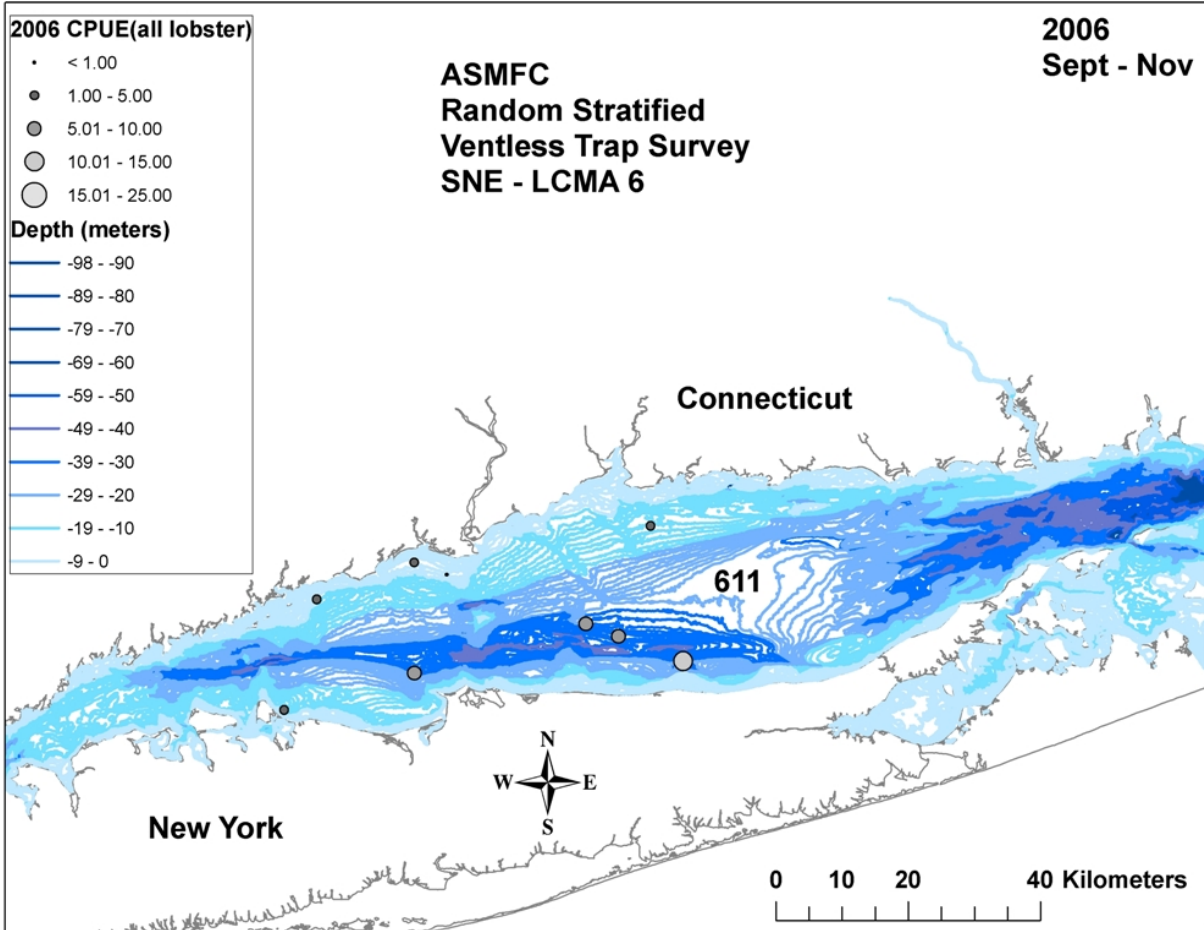 2006 CPUE(all lobster)
< 1.00
1.00 - 5.00
5.01 - 10.00
10.01 - 15.00
15.01 - 25.00
Depth (meters)
-98 - -90
-89 - -80
-79 - -70
-69 - -60
-59 - -50
-49 - -40
-39 - -30
-29 - -20
-19 - -10
-9 - 0
ASMFC
Random Stratified
Ventless Trap Survey
SNE - LCMA 6
2006
Sept - Nov
Connecticut
611
New York
N
W E
S
0 10 20 40 Kilometers